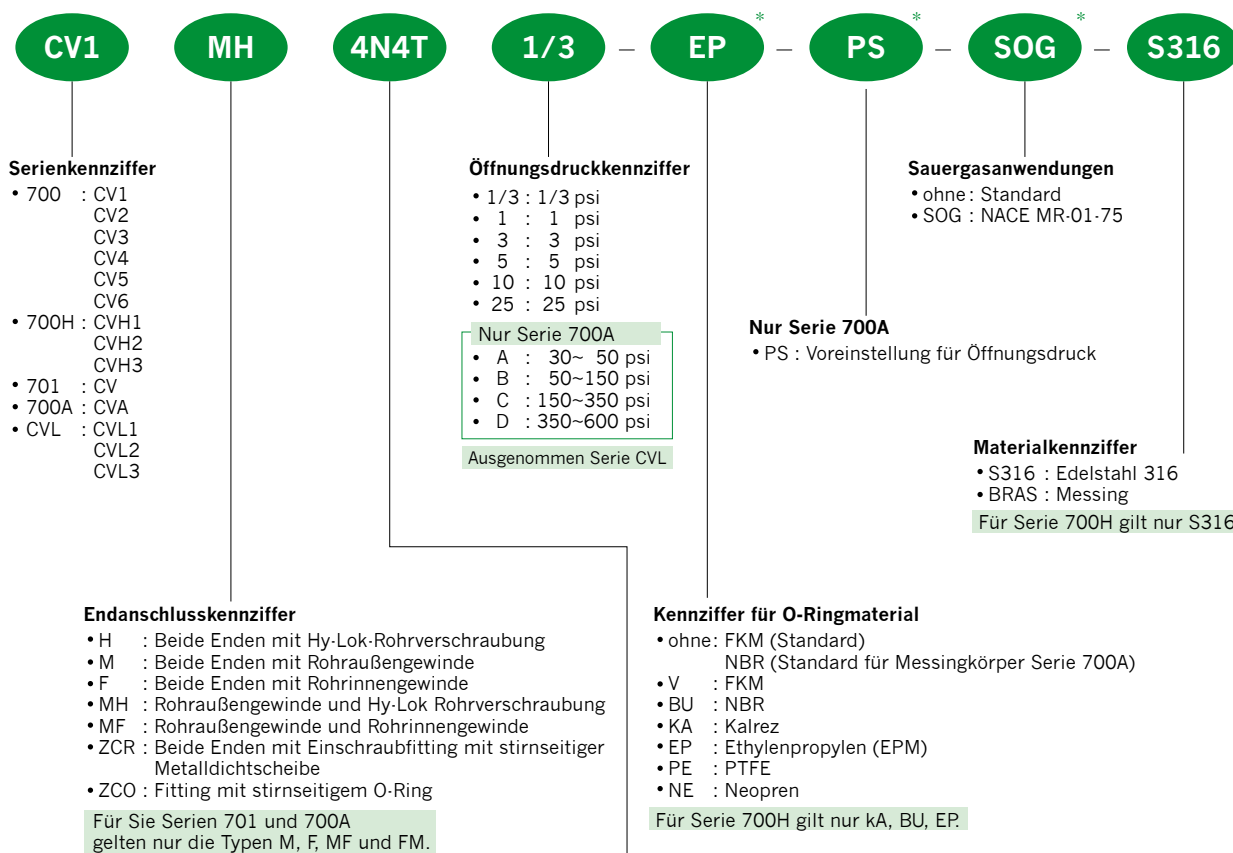 CV1 MH 4N4T 1/3 – EP * – PS * – SOG * – S316
Serienkennziffer
• 700 : CV1
CV2
CV3
CV4
CV5
CV6
• 700H : CVH1
CVH2
CVH3
• 701 : CV
• 700A : CVA
• CVL : CVL1
CVL2
CVL3
Öffnungsdruckkennziffer
• 1/3 : 1/3 psi
• 1 : 1 psi
• 3 : 3 psi
• 5 : 5 psi
• 10 : 10 psi
• 25 : 25 psi
Nur Serie 700A
• A : 30~ 50 psi
• B : 50~150 psi
• C : 150~350 psi
• D : 350~600 psi
Ausgenommen Serie CVL
Sauergasanwendungen
• ohne : Standard
• SOG : NACE MR-01-75
Nur Serie 700A
• PS : Voreinstellung für Öffnungsdruck
Materialkennziffer
• S316 : Edelstahl 316
• BRAS : Messing
Für Serie 700H gilt nur S316
Endanschlusskennziffer
• H : Beide Enden mit Hy-Lok-Rohrverschraubung
• M : Beide Enden mit Rohraußengewinde
• F : Beide Enden mit Rohrinnengewinde
• MH : Rohraußengewinde und Hy-Lok Rohrverschraubung
• MF : Rohraußengewinde und Rohrinnengewinde
• ZCR : Beide Enden mit Einschraubfitting mit stirnseitiger
Metalldichtscheibe
• ZCO : Fitting mit stirnseitigem O-Ring
Für Sie Serien 701 und 700A
gelten nur die Typen M, F, MF und FM.
Kennziffer für O-Ringmaterial
• ohne : FKM (Standard)
NBR (Standard für Messingkörper Serie 700A)
• V : FKM
• BU : NBR
• KA : Kalrez
• EP : Ethylenpropylen (EPM)
• PE : PTFE
• NE : Neopren
Für Serie 700H gilt nur kA, BU, EP.